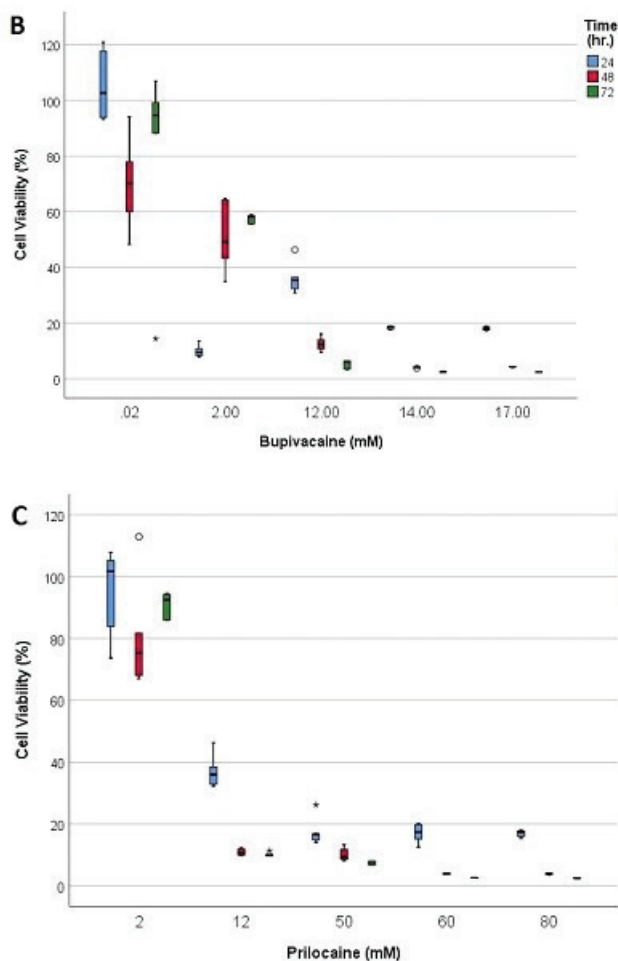 B
Time
(hr.)
24
48
72
120
100
80
60
40
20
0
Cell Viability (%)
.02 2.00 12.00 14.00 17.00
Bupivacaine (mM)
C
120
100
80
60
40
20
0
Cell Viability (%)
2 12 50 60 80
Prilocaine (mM)